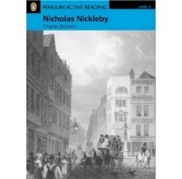 PENGUIN ACTIVE READING
Nicholas Nickleby
Charles Dickens